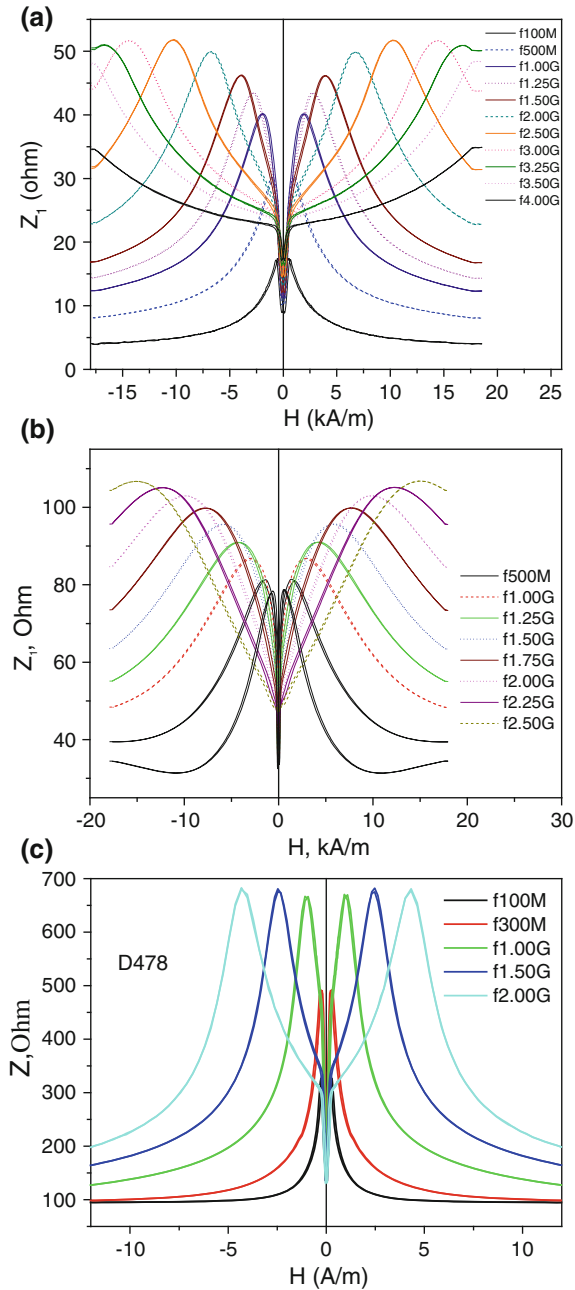 (a)
50
40
30
20
10
0
Z1 (ohm)
-15 -10 -5 0 5 10 15 20 25
H (kA/m)
f100M
f500M
f1.00G
f1.25G
f1.50G
f2.00G
f2.50G
f3.00G
f3.25G
f3.50G
f4.00G
(b)
100
80
60
40
Z1, Ohm
-20 -10 0 10 20 30
H, kA/m
f500M
f1.00G
f1.25G
f1.50G
f1.75G
f2.00G
f2.25G
f2.50G
(c)
700
600
500
400
300
200
100
Z,Ohm
D478
-10 -5 0 5 10
H (A/m)
f100M
f300M
f1.00G
f1.50G
f2.00G